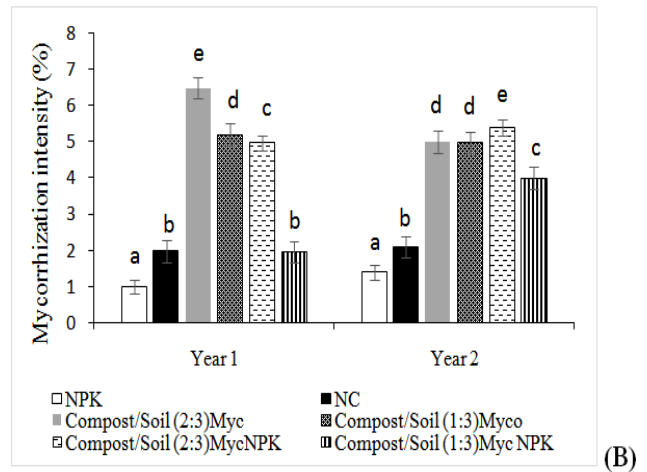 Mycorrhization intensity (%)
8
7
6
5
4
3
2
1
0
a
b
e
d
c
b
a
b
d
d
e
c
Year 1
Year 2
NPK
NC
Compost/Soil (2:3)Myc
Compost/Soil (1:3)Myco
Compost/Soil (2:3)MycNPK
Compost/Soil (1:3)Myc NPK
(B)